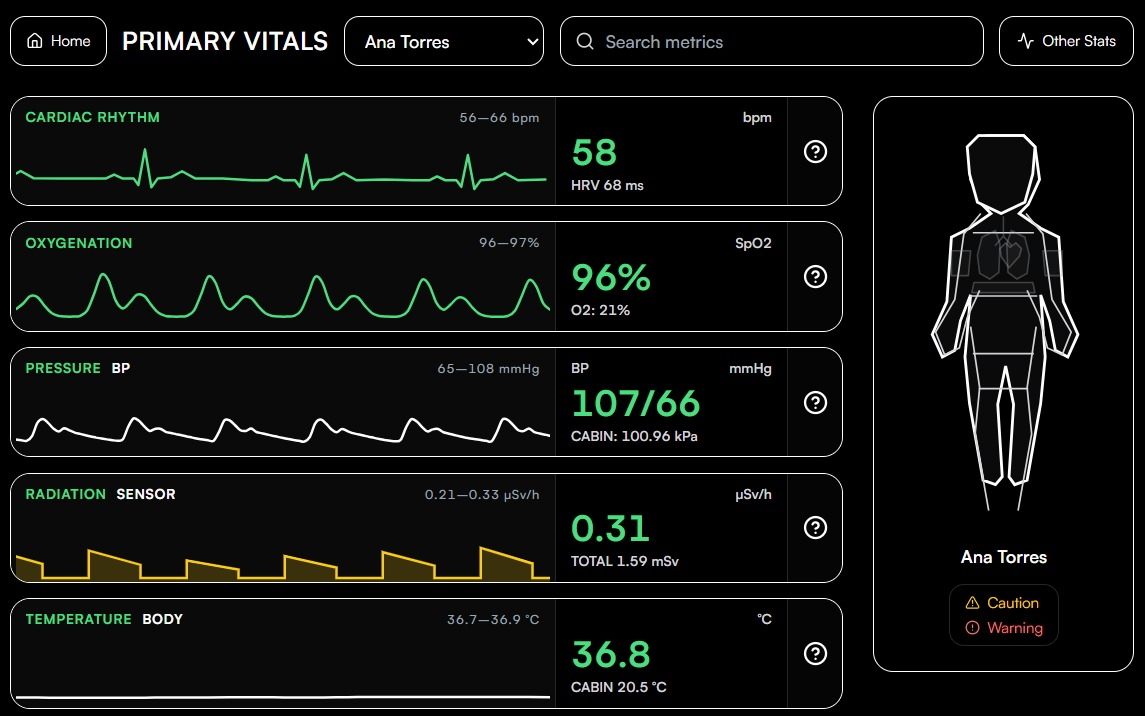 Home
PRIMARY VITALS
Ana Torres
Search metrics
Other Stats
CARDIAC RHYTHM
56—66 bpm
bpm
58
HRV 68 ms
OXYGENATION
96—97%
SpO2
96%
O2: 21%
PRESSURE BP
65—108 mmHg
BP
mmHg
107/66
CABIN: 100.96 kPa
RADIATION SENSOR
0.21—0.33 µSv/h
µSv/h
0.31
TOTAL 1.59 mSv
TEMPERATURE BODY
36.7—36.9 °C
°C
36.8
CABIN 20.5 °C
Ana Torres
Caution
Warning